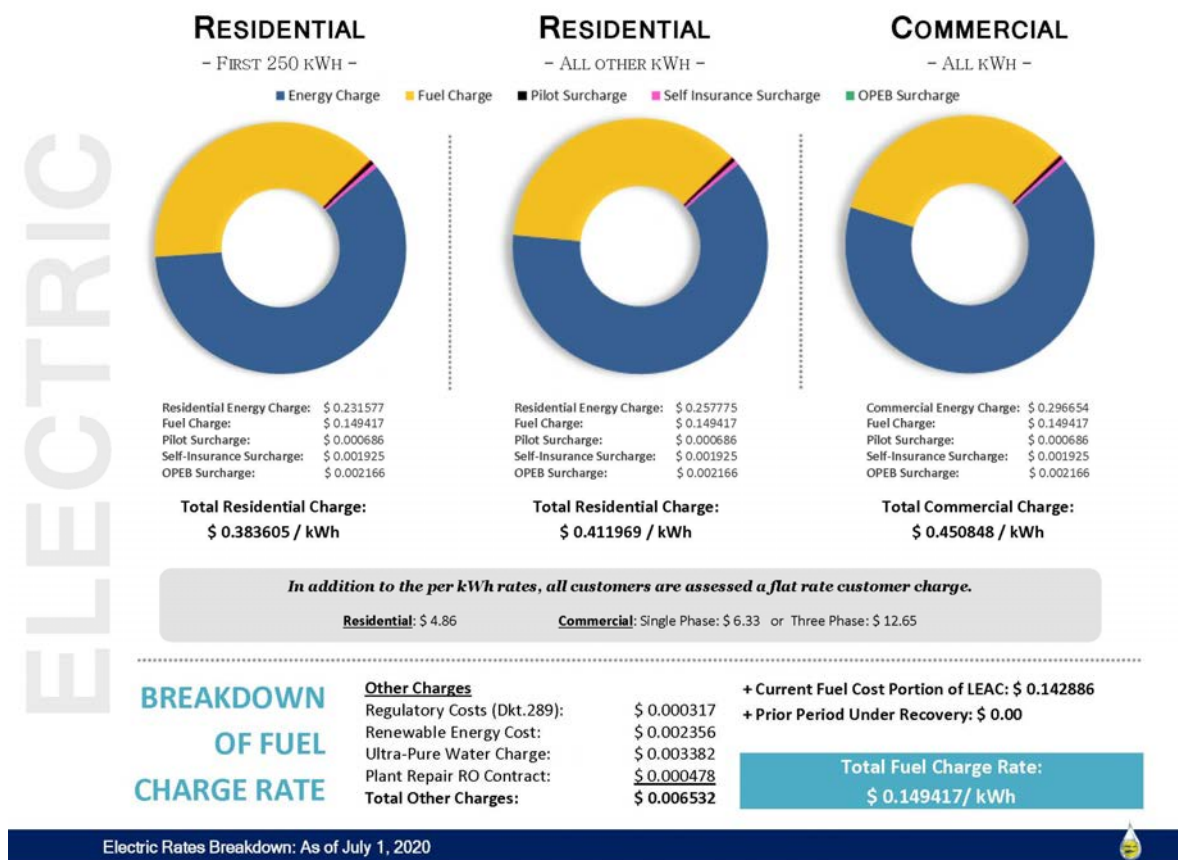 RESIDENTIAL
- FIRST 250 KWH -
RESIDENTIAL
- ALL OTHER KWH -
COMMERCIAL
- ALL KWH -
Energy Charge Fuel Charge Pilot Surcharge Self Insurance Surcharge OPEB Surcharge
ELECTRIC
Residential Energy Charge: $ 0.231577
Fuel Charge: $ 0.149417
Pilot Surcharge: $ 0.000686
Self-Insurance Surcharge: $ 0.001925
OPEB Surcharge: $ 0.002166
Total Residential Charge:
$ 0.383605 / kWh
Residential Energy Charge: $ 0.257775
Fuel Charge: $ 0.149417
Pilot Surcharge: $ 0.000686
Self-Insurance Surcharge: $ 0.001925
OPEB Surcharge: $ 0.002166
Total Residential Charge:
$ 0.411969 / kWh
Commercial Energy Charge: $ 0.296654
Fuel Charge: $ 0.149417
Pilot Surcharge: $ 0.000686
Self-Insurance Surcharge: $ 0.001925
OPEB Surcharge: $ 0.002166
Total Commercial Charge:
$ 0.450848 / kWh
In addition to the per kWh rates, all customers are assessed a flat rate customer charge.
Residential: $ 4.86 Commercial: Single Phase: $ 6.33 or Three Phase: $ 12.65
BREAKDOWN
OF FUEL
CHARGE RATE
Other Charges
Regulatory Costs (Dkt.289): $ 0.000317
Renewable Energy Cost: $ 0.002356
Ultra-Pure Water Charge: $ 0.003382
Plant Repair RO Contract: $ 0.000478
Total Other Charges: $ 0.006532
+ Current Fuel Cost Portion of LEAC: $ 0.142886
+ Prior Period Under Recovery: $ 0.00
Total Fuel Charge Rate:
$ 0.149417/ kWh
Electric Rates Breakdown: As of July 1, 2020